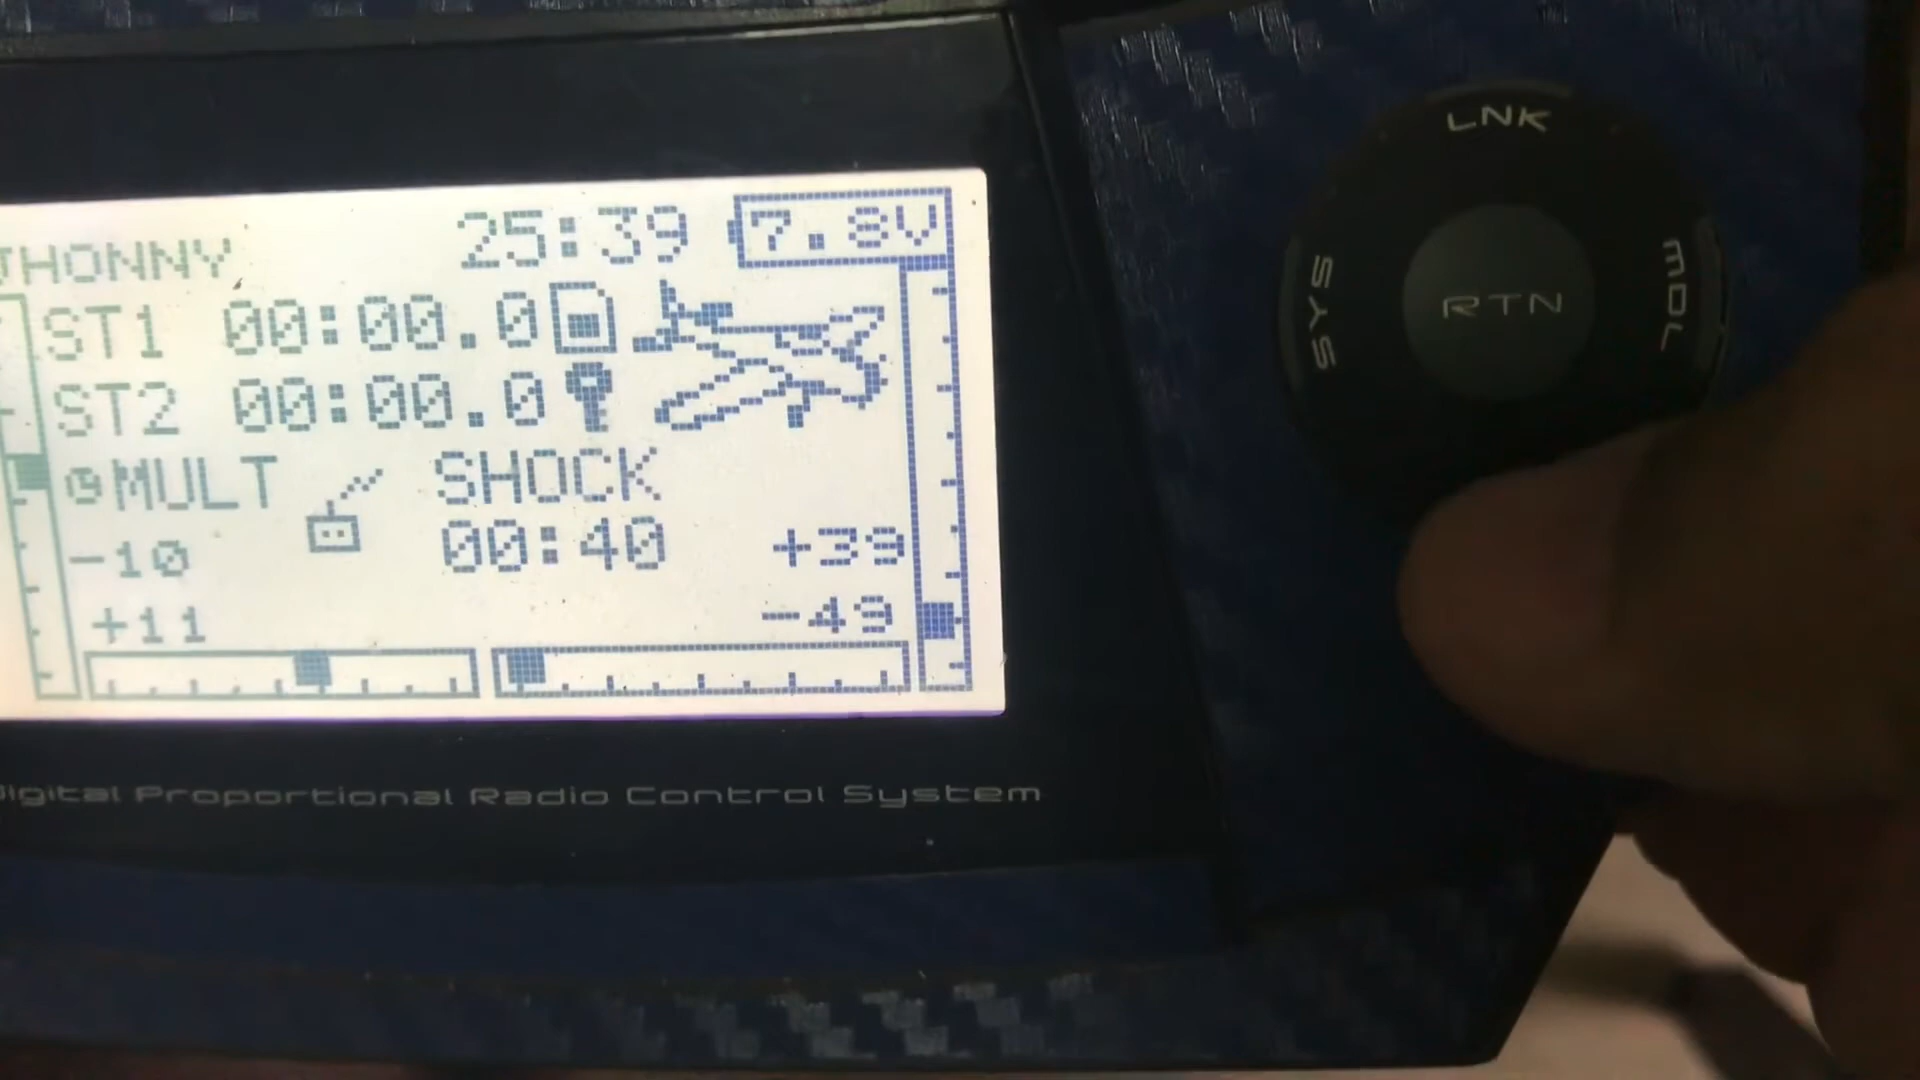 JHONNY 25:39 7.8V
ST1 00:00.0
ST2 00:00.0
MULT SHOCK
-10 00:40 +39
+11 -49
Digital Proportional Radio Control System
LNK
SYS RTN MDL